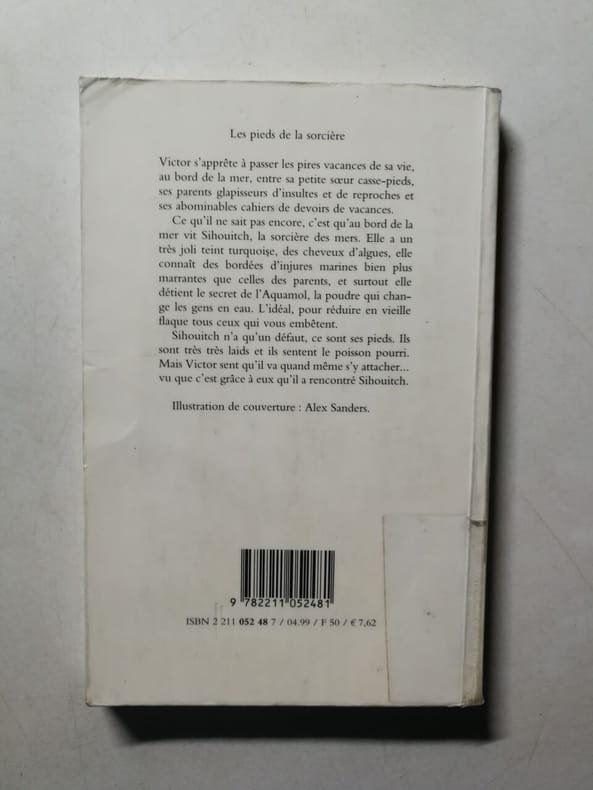 Les pieds de la sorcière
Victor s'apprête à passer les pires vacances de sa vie,
au bord de la mer, entre sa petite sœur casse-pieds,
ses parents glapisseurs d'insultes et de reproches et
ses abominables cahiers de devoirs de vacances.
Ce qu'il ne sait pas encore, c'est qu'au bord de la
mer vit Sihouitch, la sorcière des mers. Elle a un
très joli teint turquoise, des cheveux d'algues, elle
connaît des bordées d'injures marines bien plus
marrantes que celles des parents, et surtout elle
détient le secret de l'Aquamol, la poudre qui chan-
ge les gens en eau. L'idéal, pour réduire en vieille
flaque tous ceux qui vous embêtent.
Sihouitch n'a qu'un défaut, ce sont ses pieds. Ils
sont très très laids et ils sentent le poisson pourri.
Mais Victor sent qu'il va quand même s'y attacher...
vu que c'est grâce à eux qu'il a rencontré Sihouitch.
Illustration de couverture : Alex Sanders.
9 782211 052481
ISBN 2 211 052 48 7 / 04.99 / F 50 / € 7,62